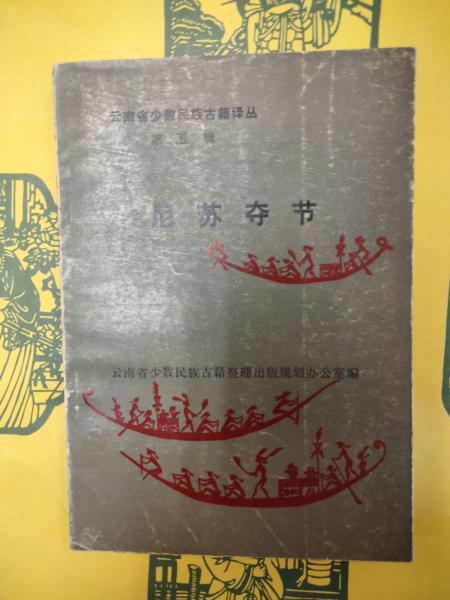 云南省少数民族古籍译丛
第五辑
尼苏夺节
云南省少数民族古籍整理出版规划办公室编